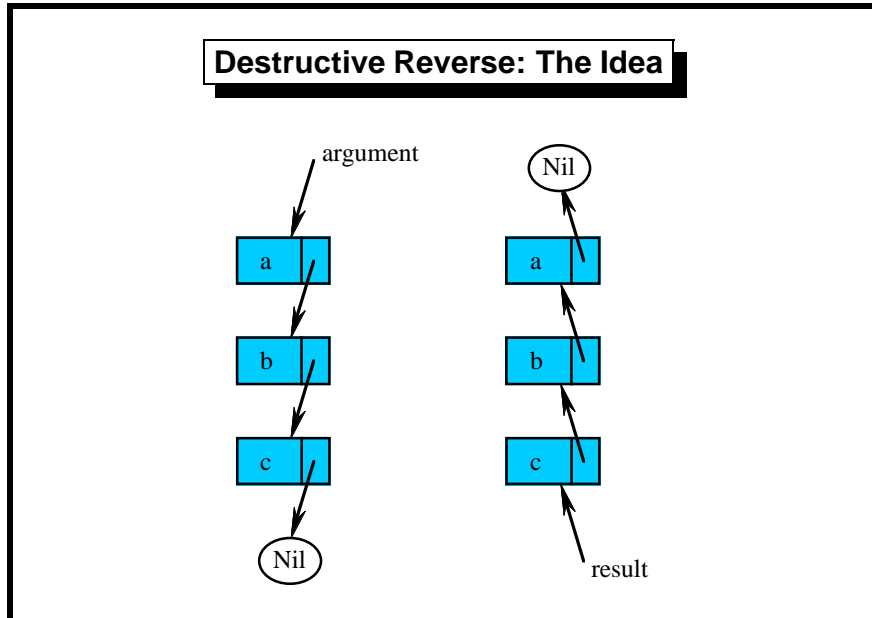 Destructive Reverse: The Idea
argument
Nil
a
a
b
b
c
c
Nil
result